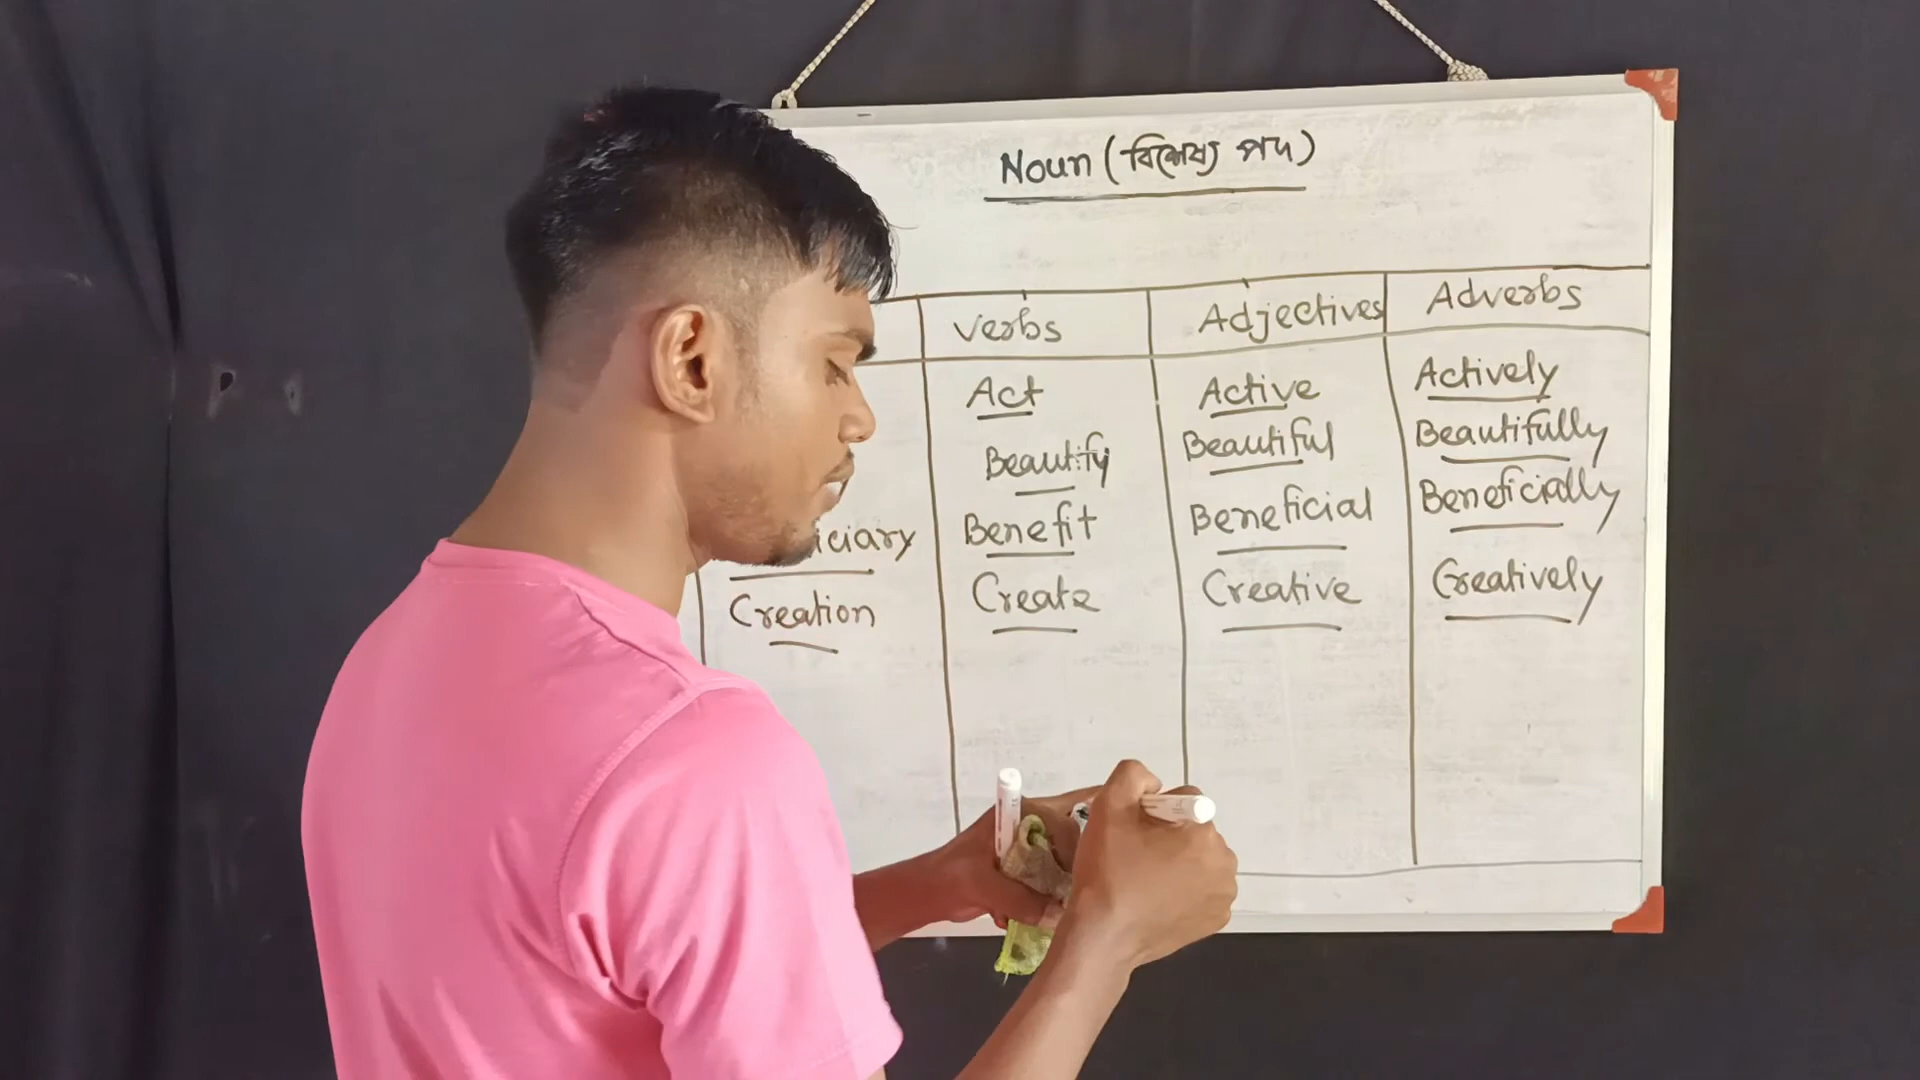 Noun (বিশেষ্য পদ)
Verbs Adjectives Adverbs
Act Active Actively
Beautify Beautiful Beautifully
iciary Benefit Beneficial Beneficially
Creation Create Creative Creatively